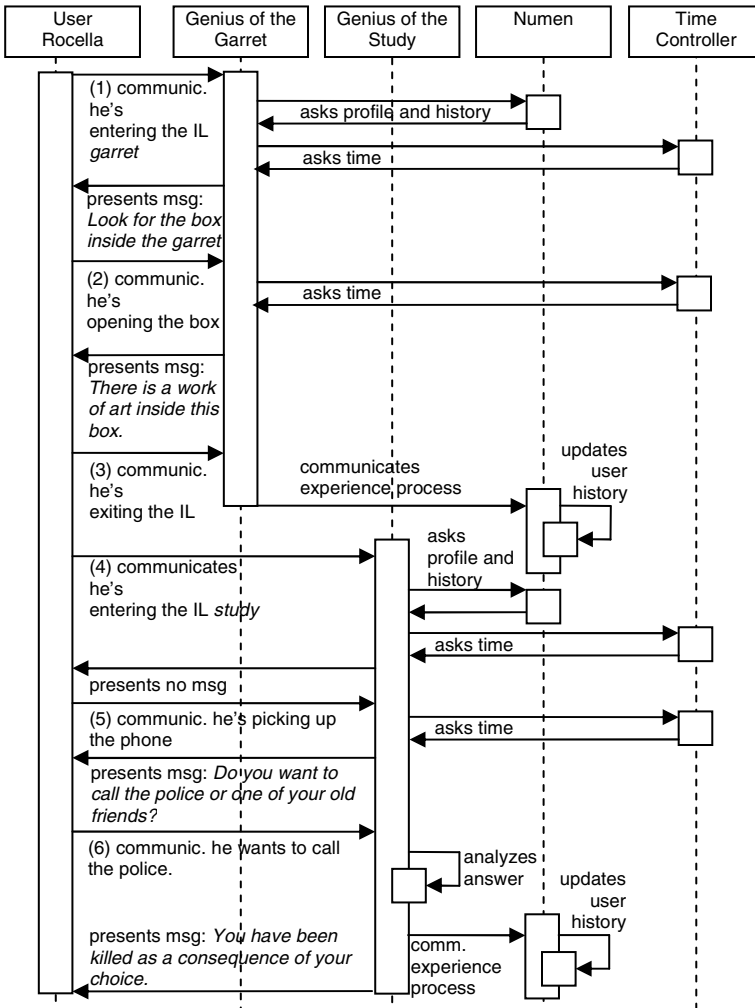 User
Rocella
Genius of the
Garret
Genius of the
Study
Numen
Time
Controller
(1) communic.
he's
entering the IL
garret
asks profile and history
asks time
presents msg:
Look for the box
inside the garret
(2) communic.
he's
opening the box
asks time
presents msg:
There is a work
of art inside this
box.
(3) communic.
he's
exiting the IL
communicates
experience process
updates
user
history
(4) communicates
he's
entering the IL study
asks
profile and
history
asks time
presents no msg
(5) communic. he's picking up
the phone
asks time
presents msg: Do you want to
call the police or one of your old
friends?
(6) communic. he wants to call
the police.
analyzes
answer
updates
user
history
presents msg: You have been
killed as a consequence of your
choice.
comm.
experience
process